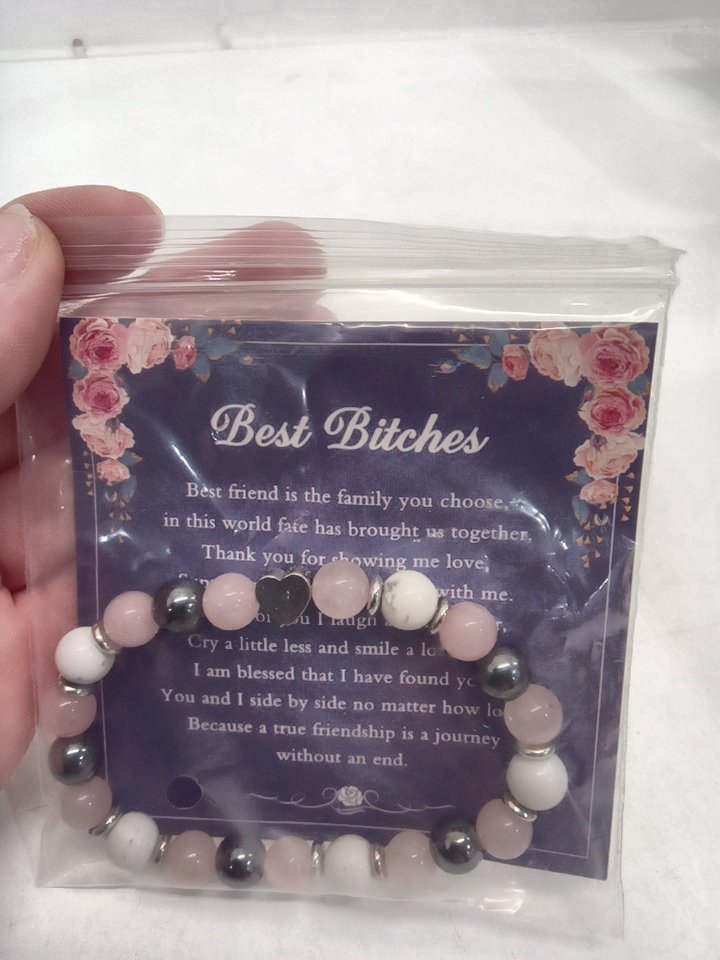 Best Bitches
Best friend is the family you choose,
in this world fate has brought us together.
Thank you for showing me love,
with me.
you I laugh
Cry a little less and smile a
I am blessed that I have found
You and I side by side no matter how
Because a true friendship is a journey
without an end.